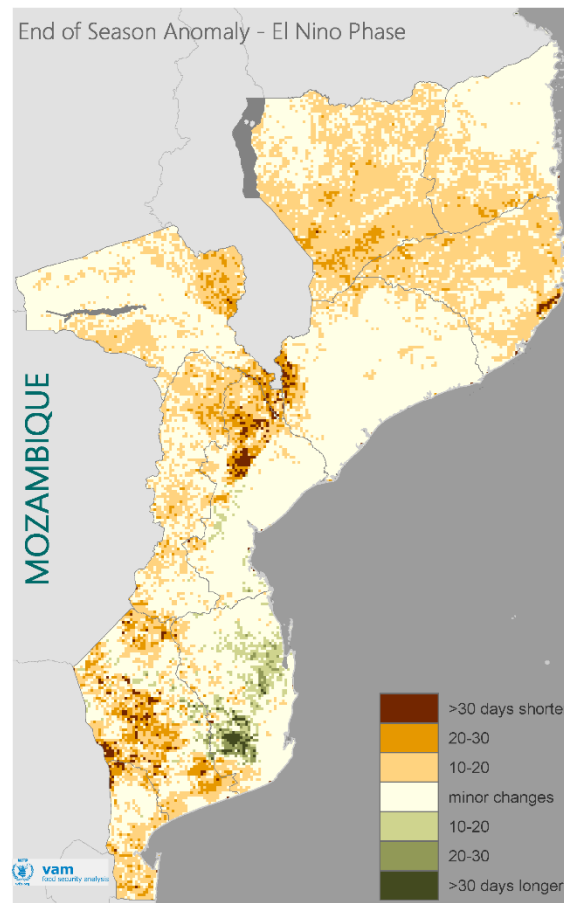 End of Season Anomaly - El Nino Phase
MOZAMBIQUE
>30 days shorte
20-30
10-20
minor changes
10-20
20-30
>30 days longer
vam
food security analysis